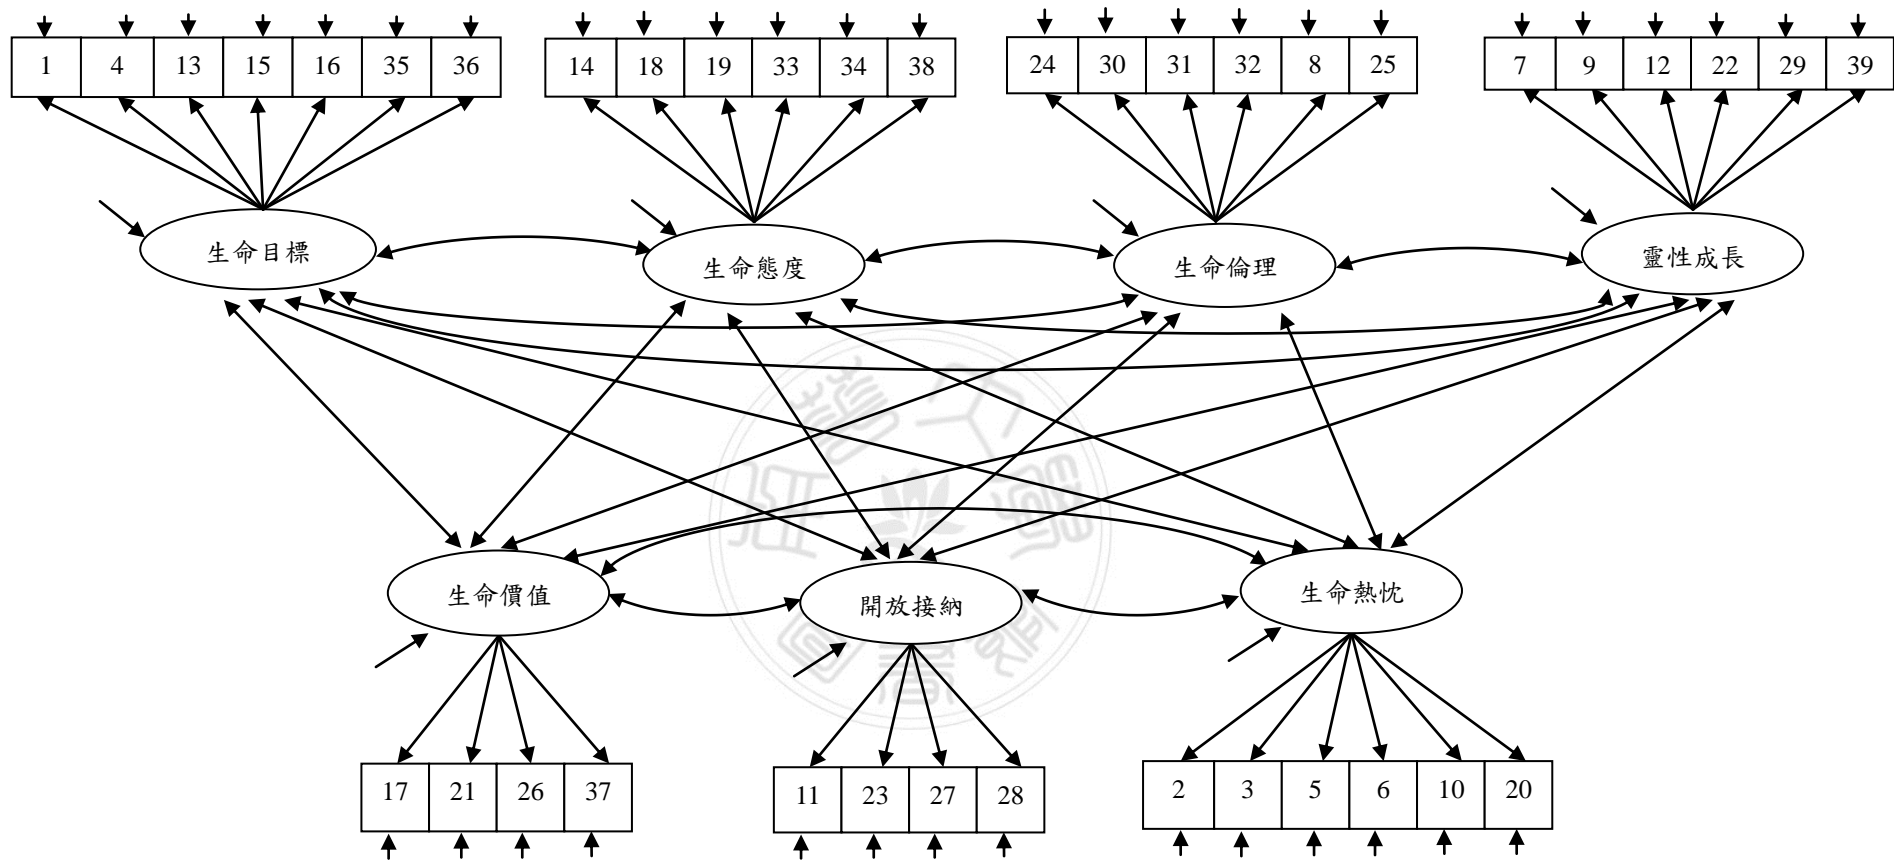 1 4 13 15 16 35 36
14 18 19 33 34 38
24 30 31 32 8 25
7 9 12 22 29 39
生命目標
生命態度
生命倫理
靈性成長
生命價值
開放接納
生命熱忱
17 21 26 37
11 23 27 28
2 3 5 6 10 20